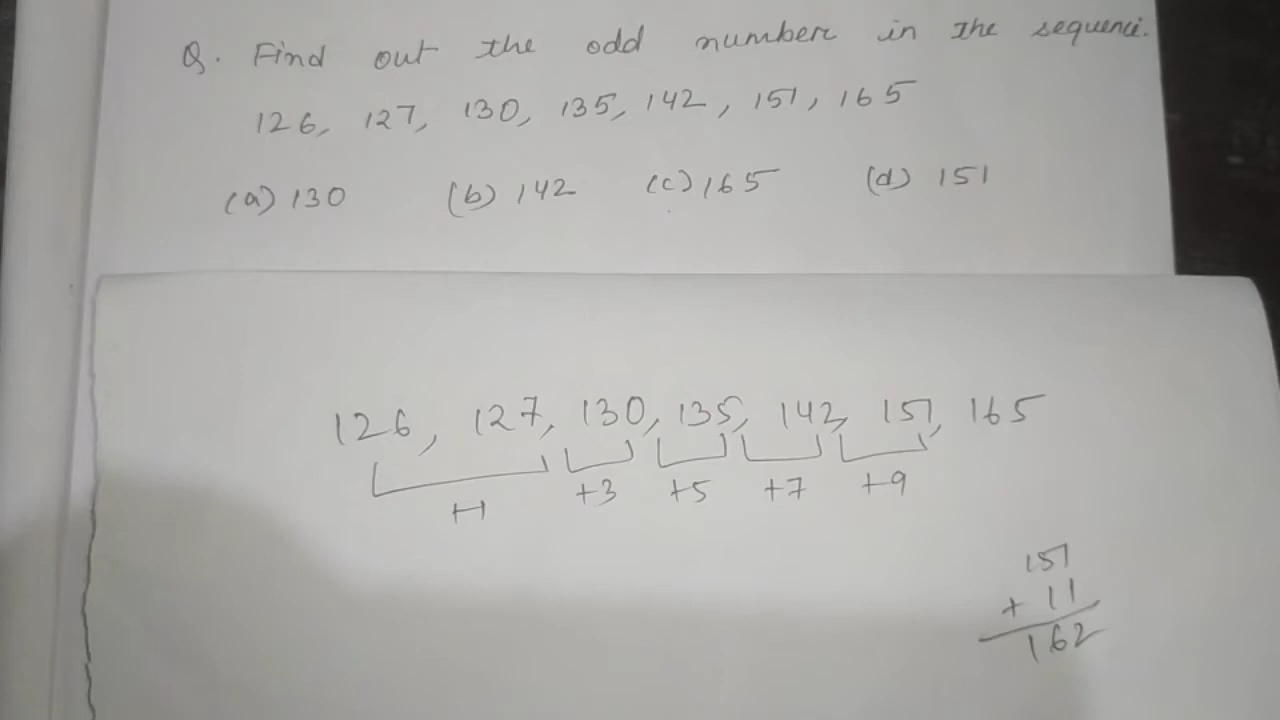 Q. Find out the odd number in the sequence.
126, 127, 130, 135, 142, 151, 165
(a) 130 (b) 142 (c) 165 (d) 151
126, 127, 130, 135, 142, 151, 165
+1 +3 +5 +7 +9
151
+ 11
162